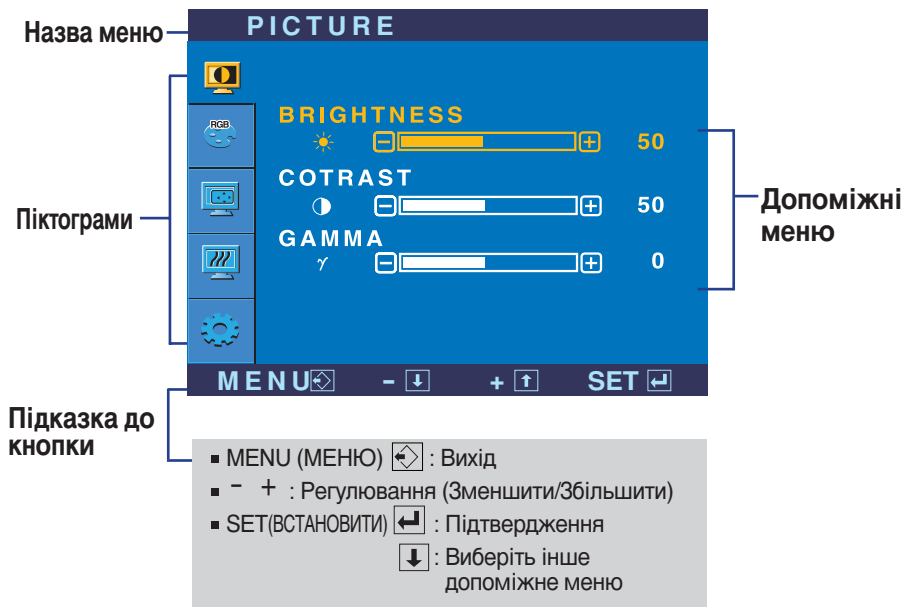 Назва меню
PICTURE
RGB
BRIGHTNESS
50
COTRAST
50
GAMMA
γ
0
Піктограми
Допоміжні
меню
MENU - + SET
Підказка до
кнопки
▪ MENU (МЕНЮ) : Вихід
▪ - + : Регулювання (Зменшити/Збільшити)
▪ SET(ВСТАНОВИТИ) : Підтвердження
: Виберіть інше
допоміжне меню